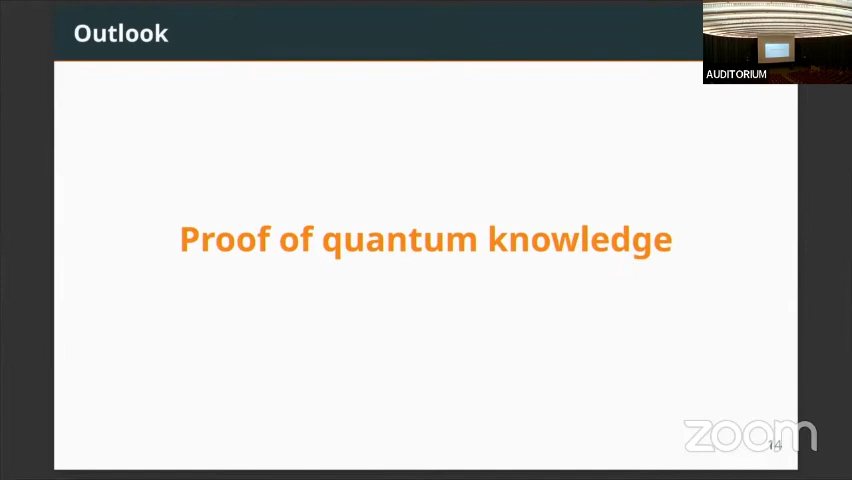 Outlook
AUDITORIUM
Proof of quantum knowledge
zoom
14